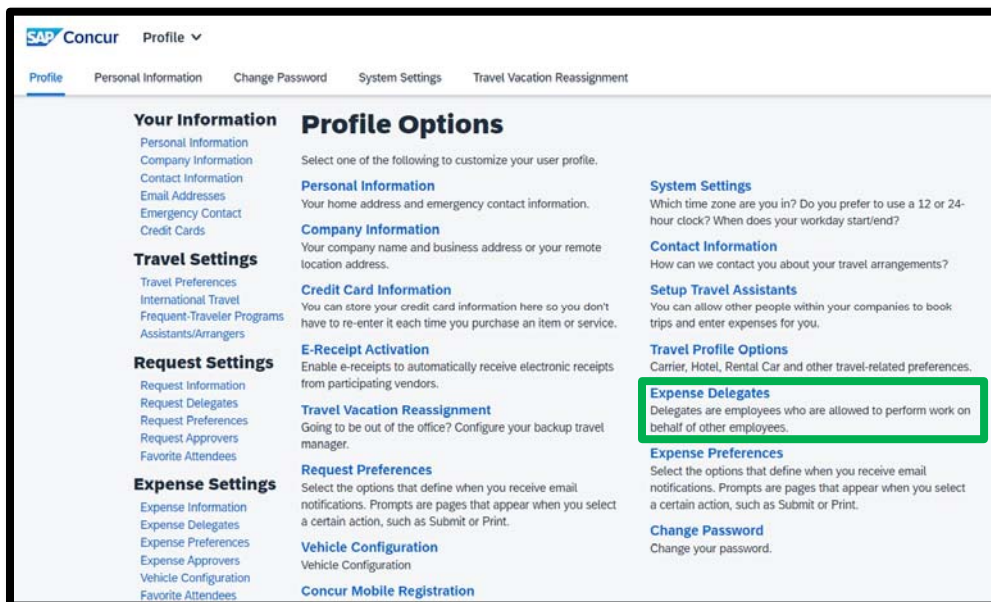 SAP Concur Profile
Profile Personal Information Change Password System Settings Travel Vacation Reassignment
Your Information
Personal Information
Company Information
Contact Information
Email Addresses
Emergency Contact
Credit Cards
Travel Settings
Travel Preferences
International Travel
Frequent-Traveler Programs
Assistants/Arrangers
Request Settings
Request Information
Request Delegates
Request Preferences
Request Approvers
Favorite Attendees
Expense Settings
Expense Information
Expense Delegates
Expense Preferences
Expense Approvers
Vehicle Configuration
Favorite Attendees
Profile Options
Select one of the following to customize your user profile.
Personal Information
Your home address and emergency contact information.
Company Information
Your company name and business address or your remote
location address.
Credit Card Information
You can store your credit card information here so you don't
have to re-enter it each time you purchase an item or service.
E-Receipt Activation
Enable e-receipts to automatically receive electronic receipts
from participating vendors.
Travel Vacation Reassignment
Going to be out of the office? Configure your backup travel
manager.
Request Preferences
Select the options that define when you receive email
notifications. Prompts are pages that appear when you select
a certain action, such as Submit or Print.
Vehicle Configuration
Vehicle Configuration
Concur Mobile Registration
System Settings
Which time zone are you in? Do you prefer to use a 12 or 24-
hour clock? When does your workday start/end?
Contact Information
How can we contact you about your travel arrangements?
Setup Travel Assistants
You can allow other people within your companies to book
trips and enter expenses for you.
Travel Profile Options
Carrier, Hotel, Rental Car and other travel-related preferences.
Expense Delegates
Delegates are employees who are allowed to perform work on
behalf of other employees.
Expense Preferences
Select the options that define when you receive email
notifications. Prompts are pages that appear when you select
a certain action, such as Submit or Print.
Change Password
Change your password.